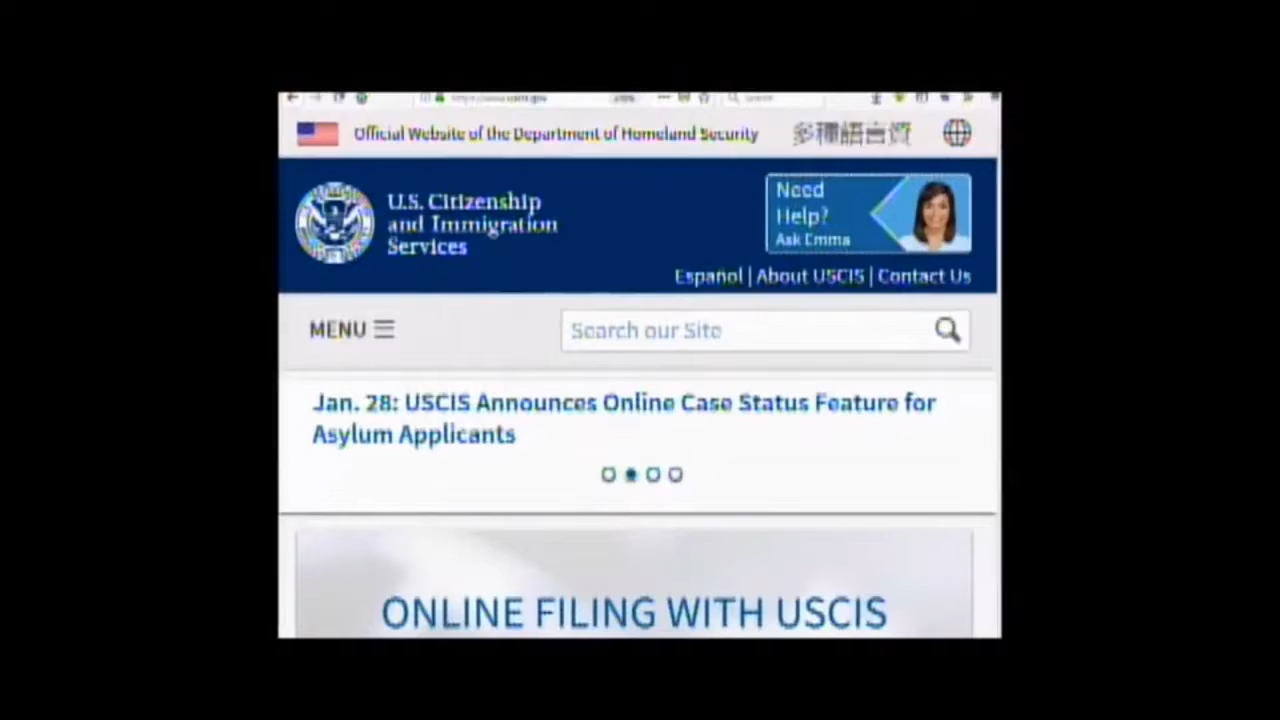 Official Website of the Department of Homeland Security
多種語言資
U.S. Citizenship
and Immigration
Services
Need
Help?
Ask Emma
Español | About USCIS | Contact Us
MENU
Search our Site
Jan. 28: USCIS Announces Online Case Status Feature for
Asylum Applicants
ONLINE FILING WITH USCIS